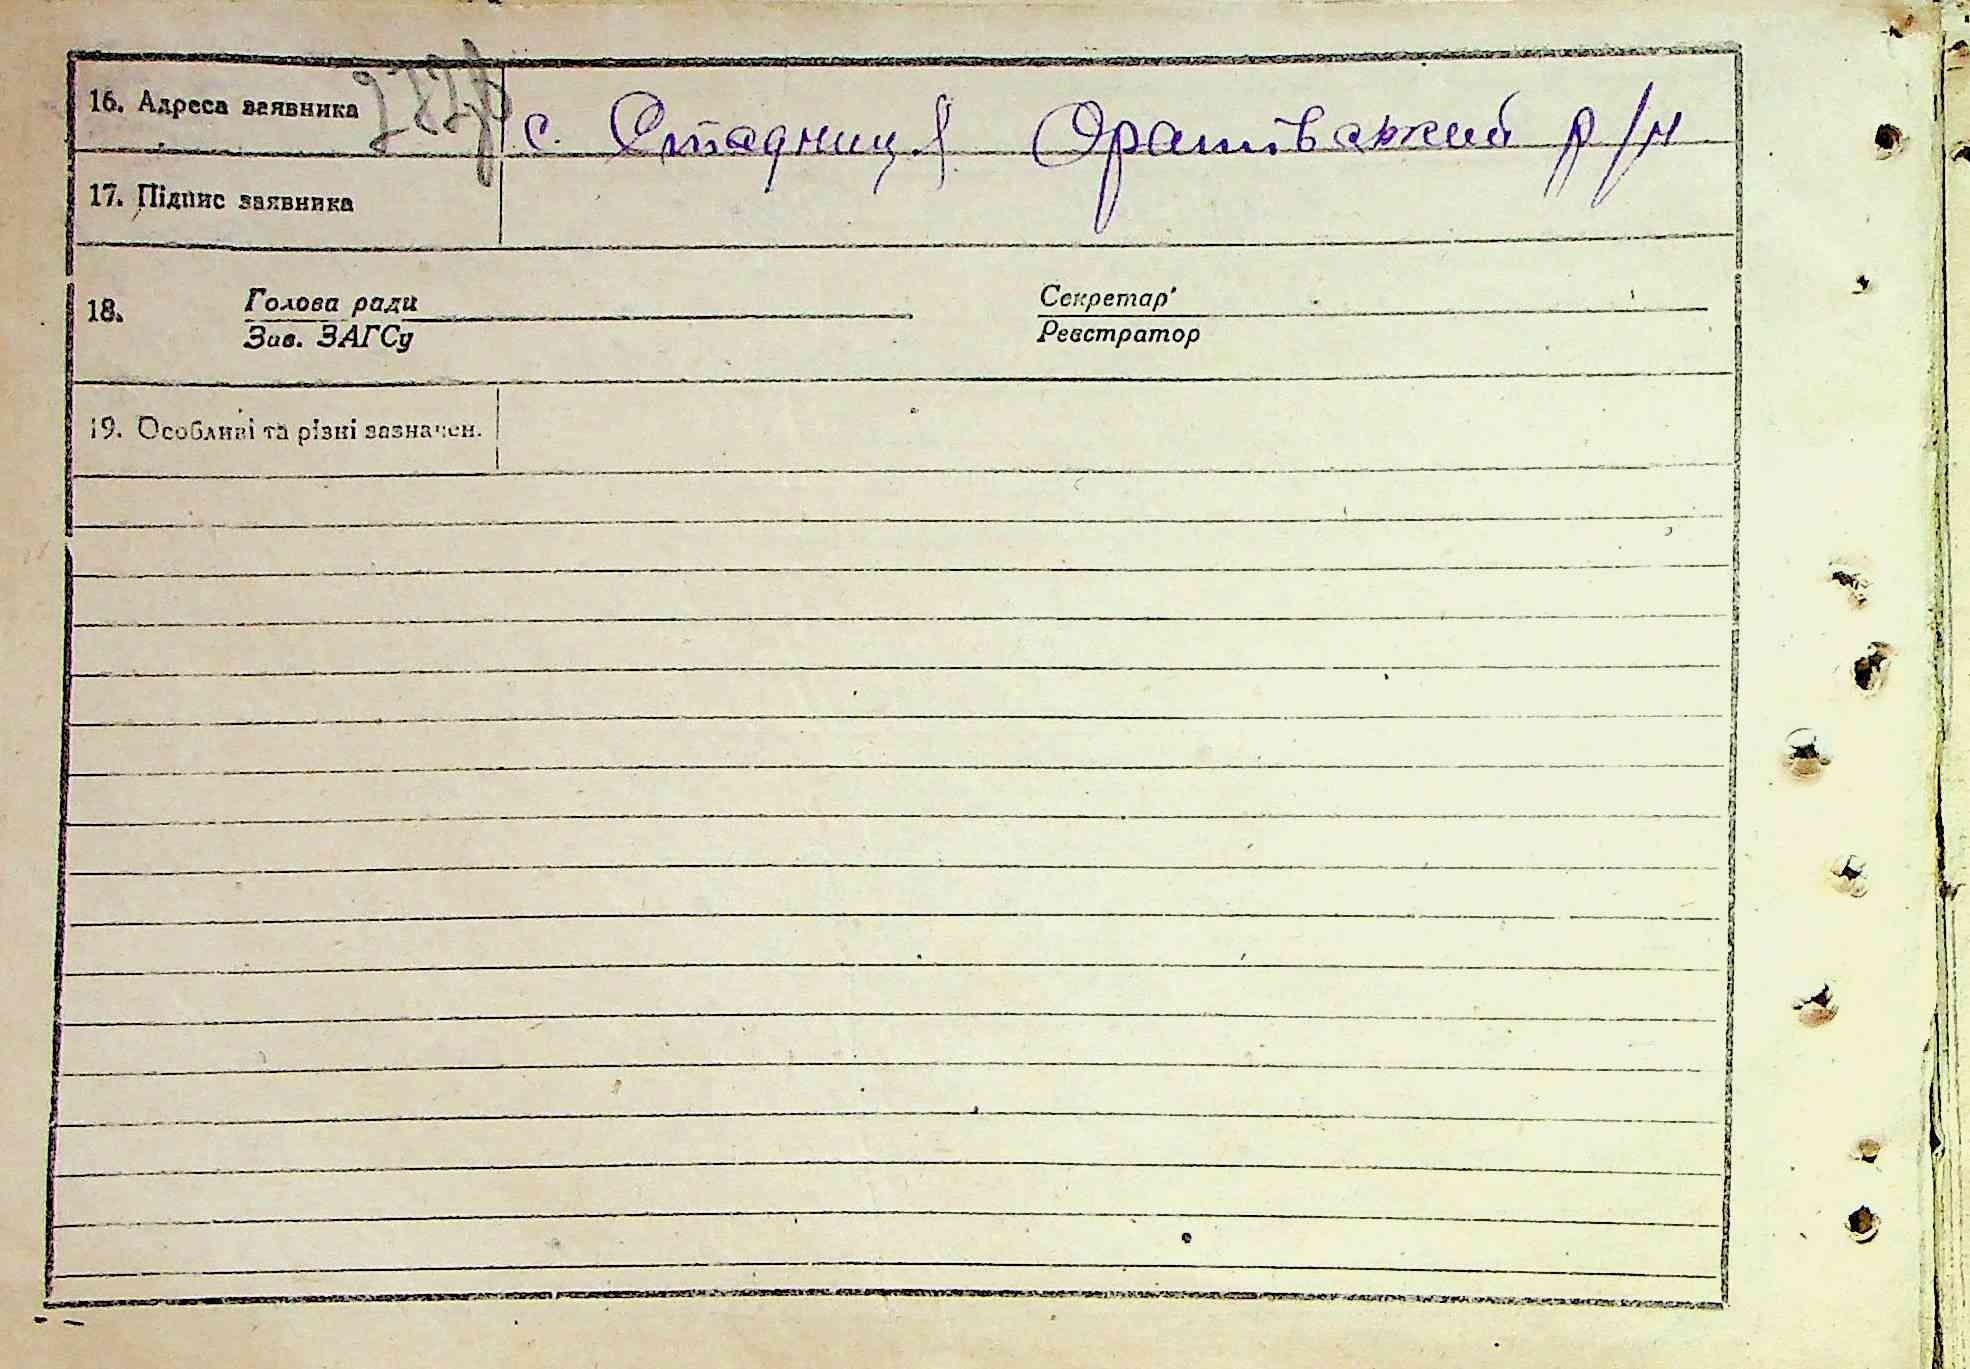 16. Адреса заявника с. Стадниця Оратівський р/н
17. Підпис заявника
18. Голова ради Секретар
Зав. ЗАГСу Реєстратор
19. Особливі та різні зазначен.